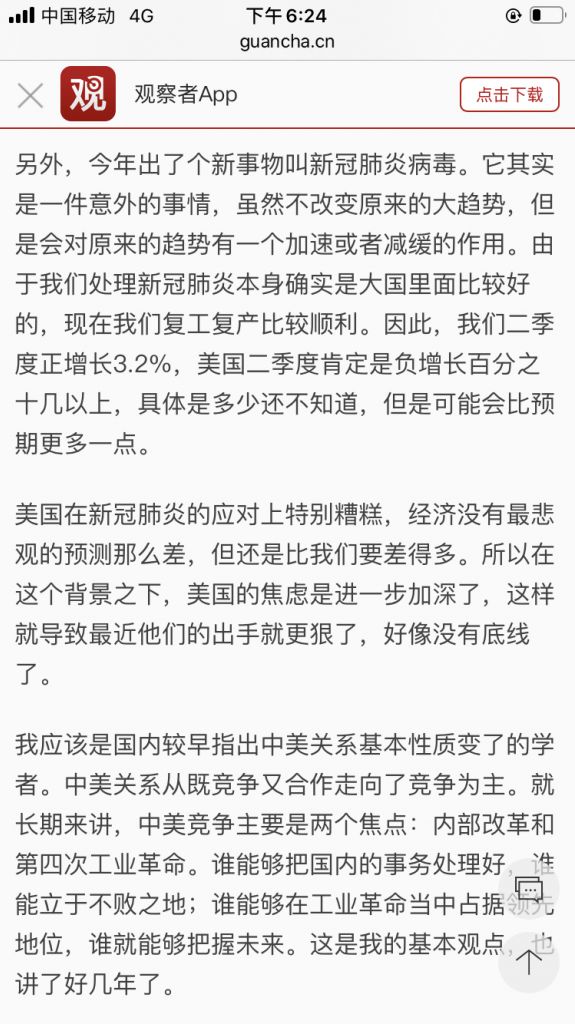 中国移动 4G 下午6:24
guancha.cn
观 观察者App 点击下载
另外，今年出了个新事物叫新冠肺炎病毒。它其实
是一件意外的事情，虽然不改变原来的大趋势，但
是会对原来的趋势有一个加速或者减缓的作用。由
于我们处理新冠肺炎本身确实是大国里面比较好
的，现在我们复工复产比较顺利。因此，我们二季
度正增长3.2%，美国二季度肯定是负增长百分之
十几以上，具体是多少还不知道，但是可能会比预
期更多一点。
美国在新冠肺炎的应对上特别糟糕，经济没有最悲
观的预测那么差，但还是比我们要差得多。所以在
这个背景之下，美国的焦虑是进一步加深了，这样
就导致最近他们的出手就更狠了，好像没有底线
了。
我应该是国内较早指出中美关系基本性质变了的学
者。中美关系从既竞争又合作走向了竞争为主。就
长期来讲，中美竞争主要是两个焦点：内部改革和
第四次工业革命。谁能够把国内的事务处理好，谁
能立于不败之地；谁能够在工业革命当中占据领先
地位，谁就能够把握未来。这是我的基本观点，也
讲了好几年了。